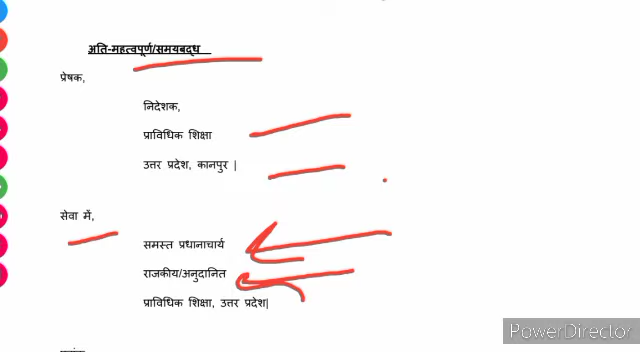 अति-महत्वपूर्ण/समयबद्ध
प्रेषक,
निदेशक,
प्राविधिक शिक्षा
उत्तर प्रदेश, कानपुर |
सेवा में,
समस्त प्रधानाचार्य
राजकीय/अनुदानित
प्राविधिक शिक्षा, उत्तर प्रदेश|
PowerDirector